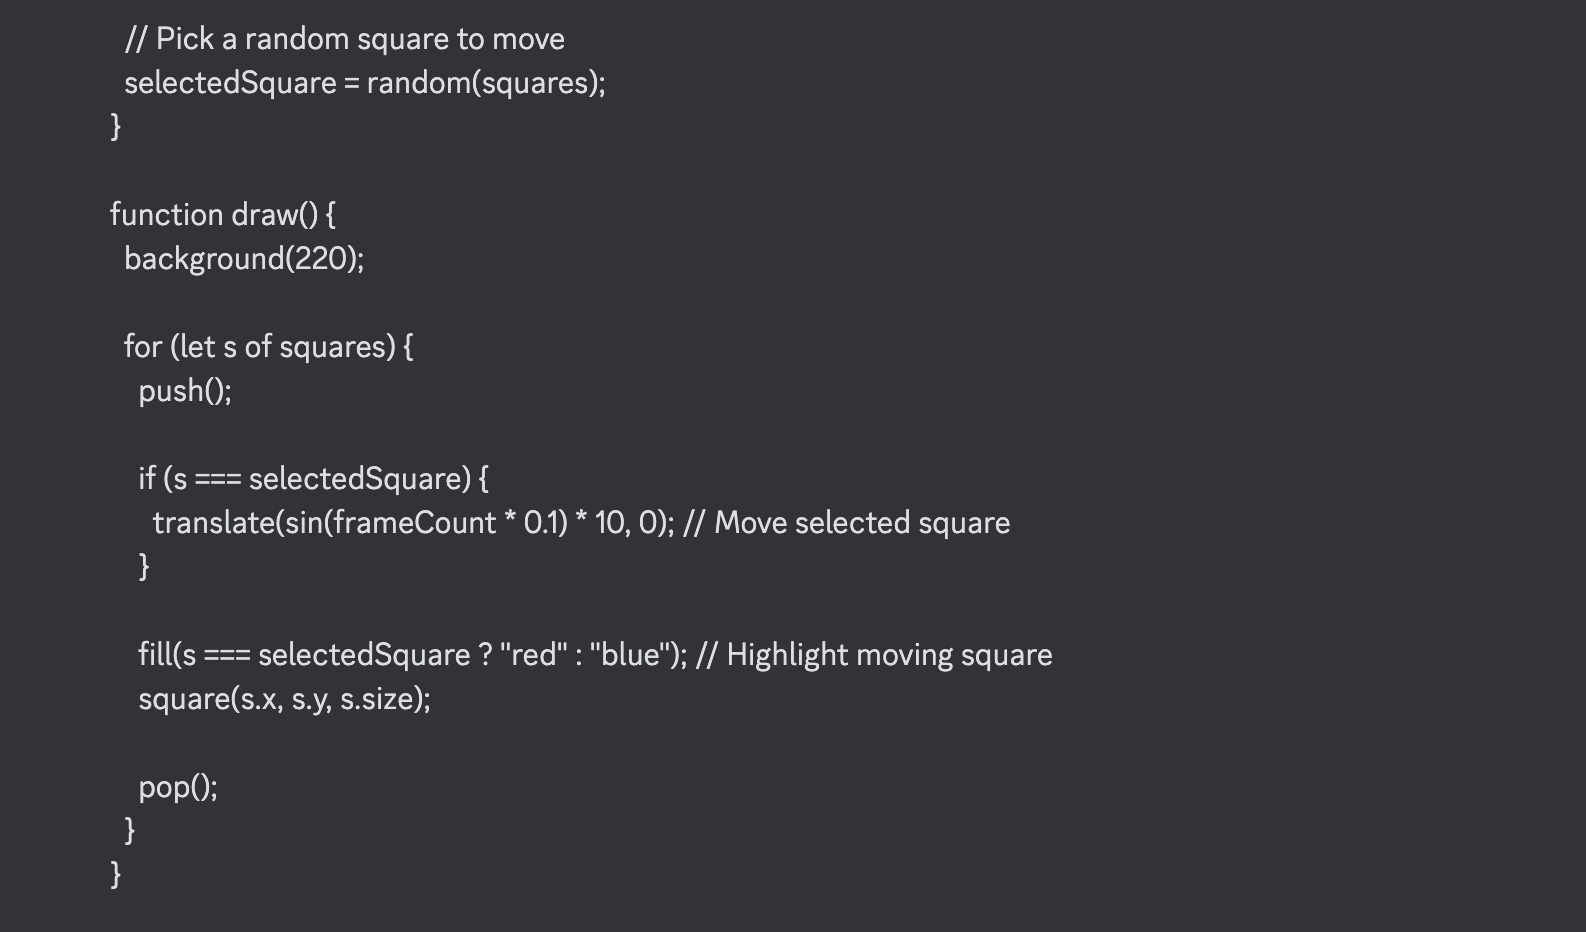 // Pick a random square to move
selectedSquare = random(squares);
}
function draw() {
background(220);
for (let s of squares) {
push();
if (s === selectedSquare) {
translate(sin(frameCount * 0.1) * 10, 0); // Move selected square
}
fill(s === selectedSquare ? "red" : "blue"); // Highlight moving square
square(s.x, s.y, s.size);
pop();
}
}